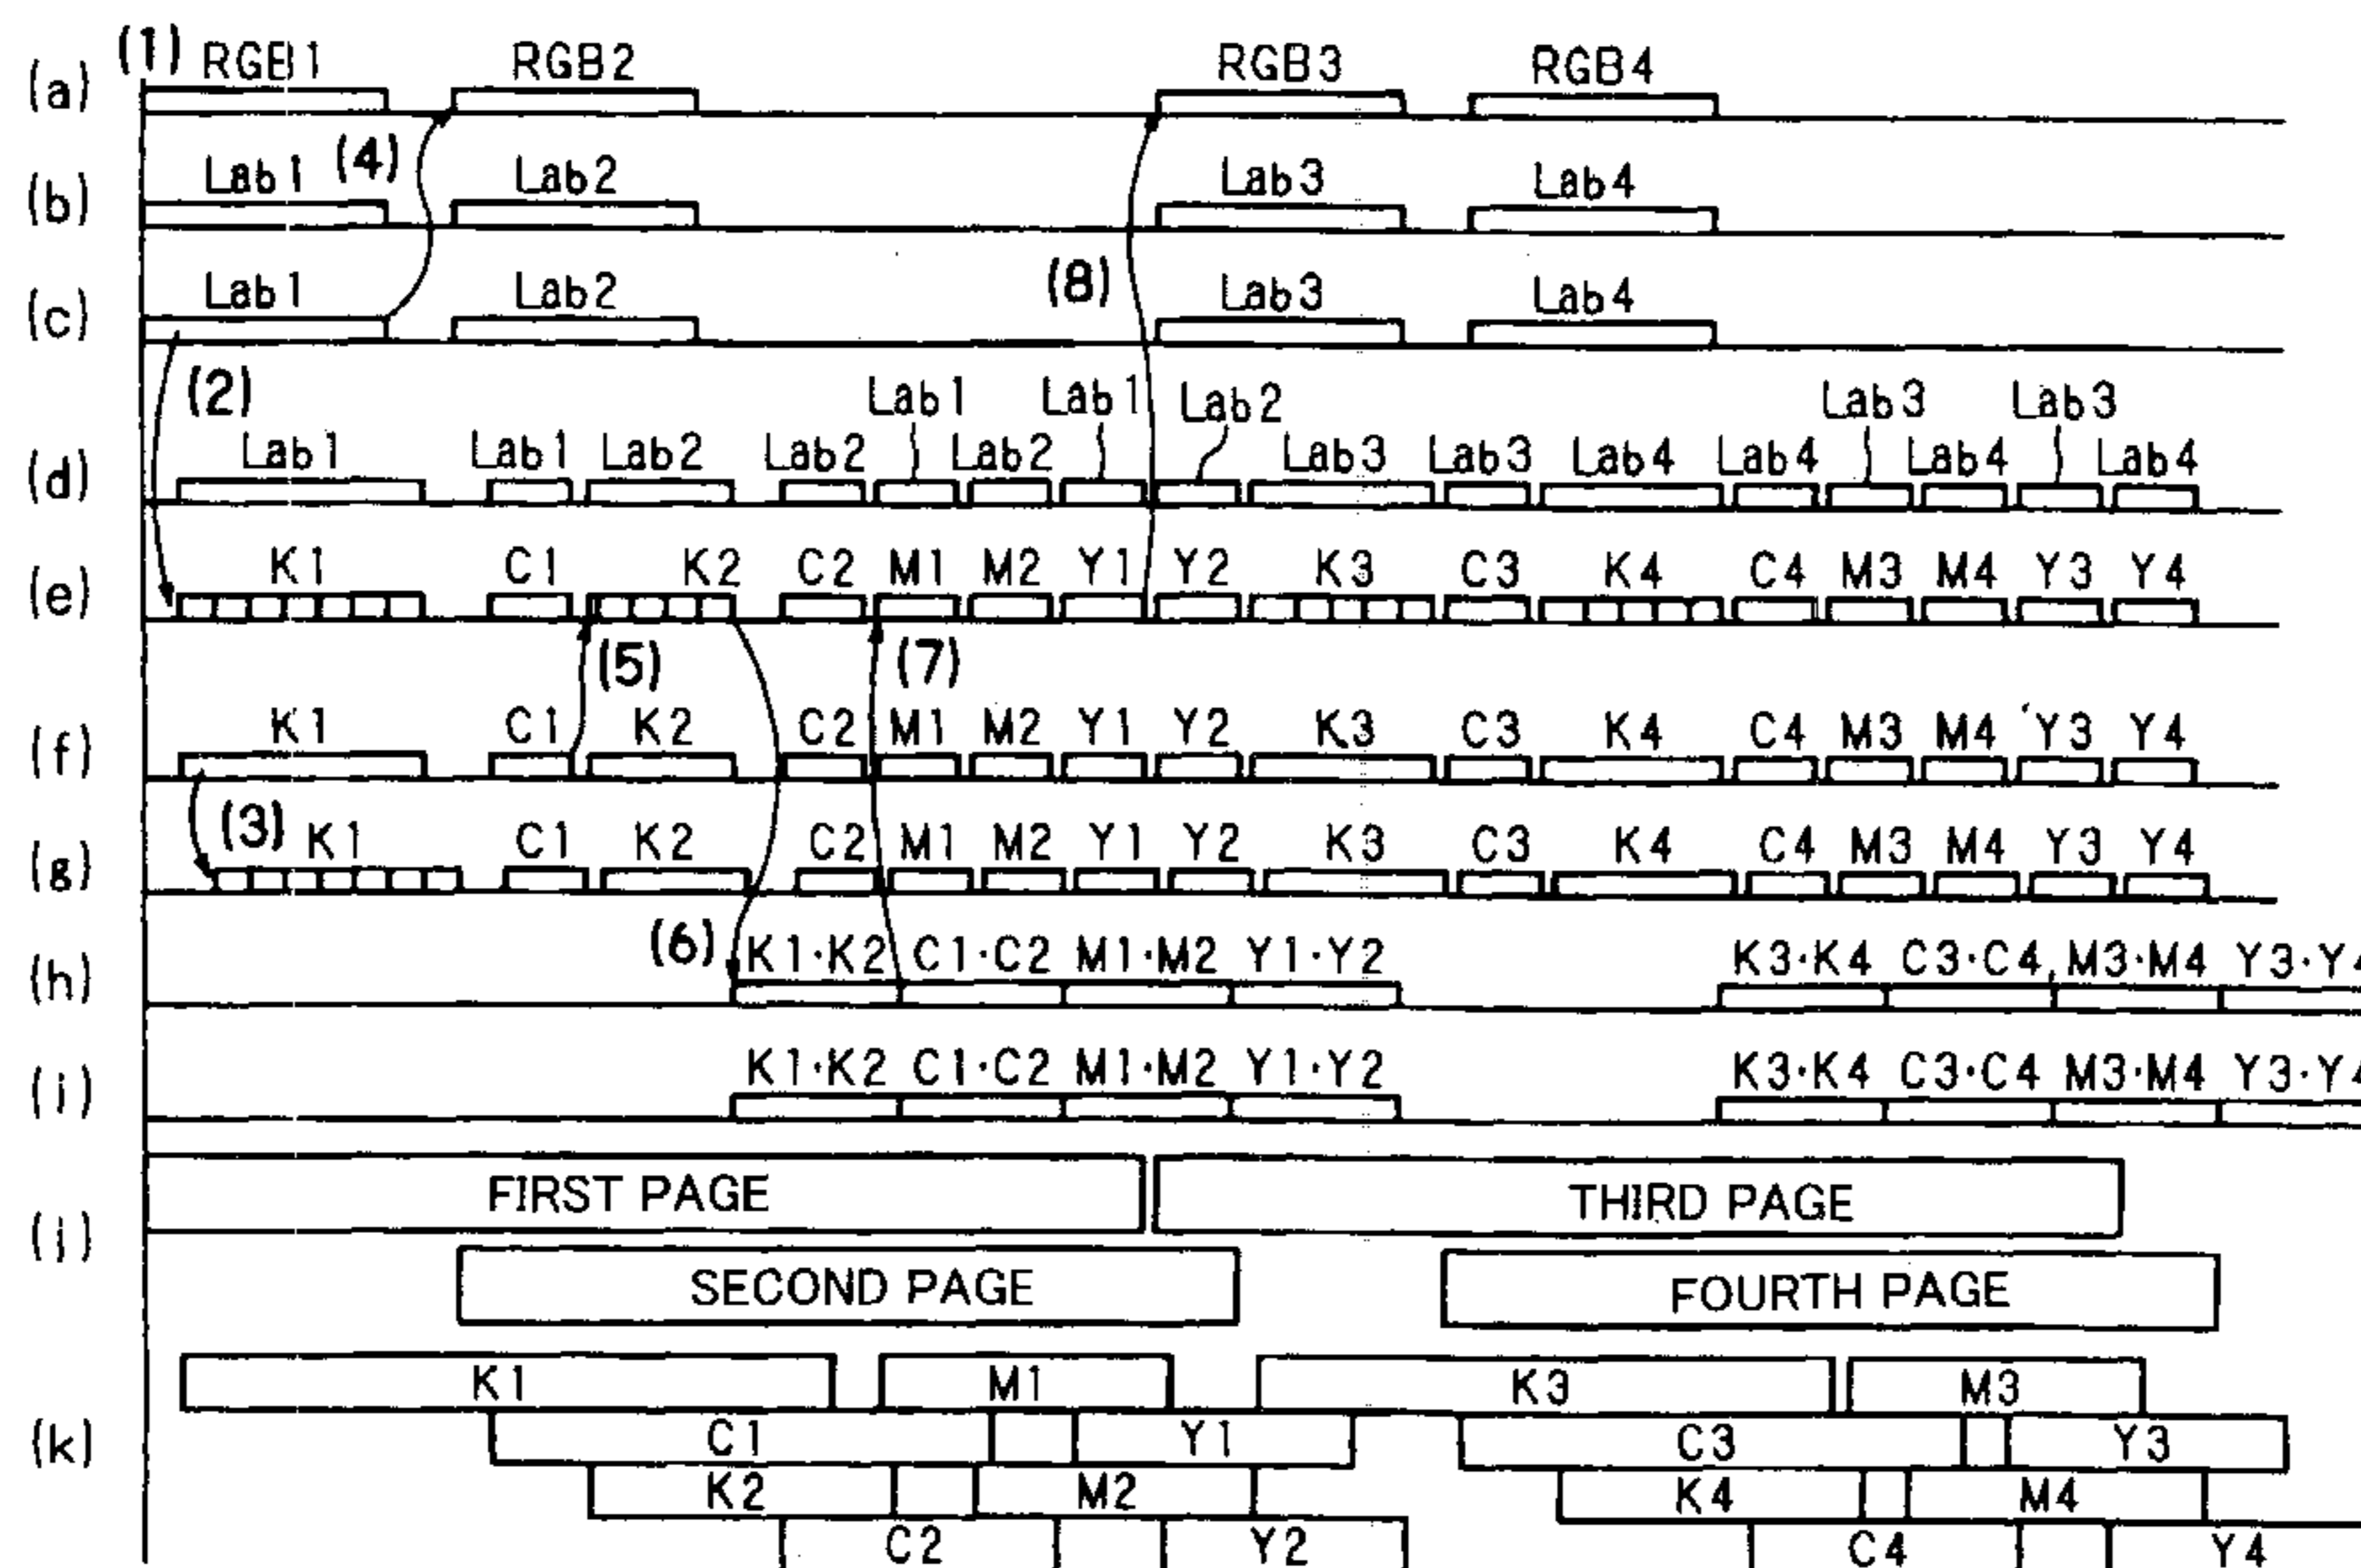 (a) (1) RGB1 RGB2 RGB3 RGB4
(4)
(b) Lab1 Lab2 Lab3 Lab4
(8)
(c) Lab1 Lab2 Lab3 Lab4
(2)
Lab1 Lab1 Lab2 Lab3 Lab3
(d) Lab1 Lab1 Lab2 Lab2 Lab2 Lab3 Lab3 Lab4 Lab4 Lab4 Lab4
(e) K1 C1 K2 C2 M1 M2 Y1 Y2 K3 C3 K4 C4 M3 M4 Y3 Y4
(5) (7)
(f) K1 C1 K2 C2 M1 M2 Y1 Y2 K3 C3 K4 C4 M3 M4 Y3 Y4
(3)
(g) K1 C1 K2 C2 M1 M2 Y1 Y2 K3 C3 K4 C4 M3 M4 Y3 Y4
(6)
(h) K1·K2 C1·C2 M1·M2 Y1·Y2 K3·K4 C3·C4 M3·M4 Y3·Y4
(i) K1·K2 C1·C2 M1·M2 Y1·Y2 K3·K4 C3·C4 M3·M4 Y3·Y4
FIRST PAGE THIRD PAGE
(j)
SECOND PAGE FOURTH PAGE
K1 M1 K3 M3
(k) C1 Y1 C3 Y3
K2 M2 K4 M4
C2 Y2 C4 Y4